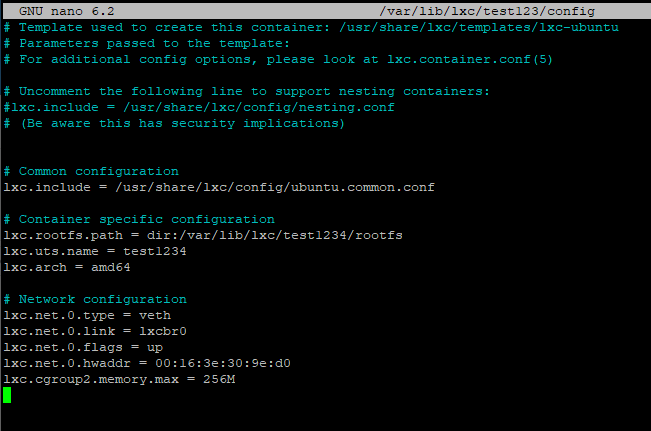 GNU nano 6.2 /var/lib/lxc/test123/config
# Template used to create this container: /usr/share/lxc/templates/lxc-ubuntu
# Parameters passed to the template:
# For additional config options, please look at lxc.container.conf(5)
# Uncomment the following line to support nesting containers:
#lxc.include = /usr/share/lxc/config/nesting.conf
# (Be aware this has security implications)
# Common configuration
lxc.include = /usr/share/lxc/config/ubuntu.common.conf
# Container specific configuration
lxc.rootfs.path = dir:/var/lib/lxc/test1234/rootfs
lxc.uts.name = test1234
lxc.arch = amd64
# Network configuration
lxc.net.0.type = veth
lxc.net.0.link = lxcbr0
lxc.net.0.flags = up
lxc.net.0.hwaddr = 00:16:3e:30:9e:d0
lxc.cgroup2.memory.max = 256M